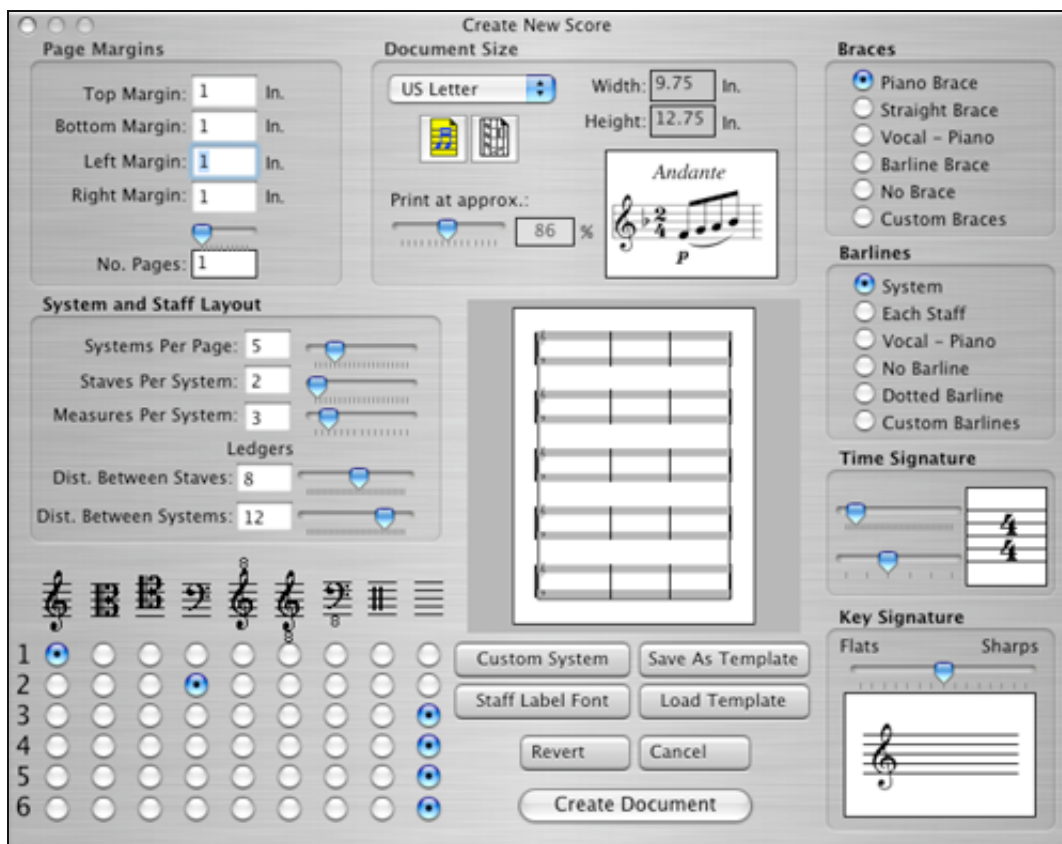 Create New Score
Page Margins
Top Margin: 1 In.
Bottom Margin: 1 In.
Left Margin: 1 In.
Right Margin: 1 In.
No. Pages: 1
Document Size
US Letter
Width: 9.75 In.
Height: 12.75 In.
Print at approx.:
86 %
Andante
2
4
p
Braces
Piano Brace
Straight Brace
Vocal – Piano
Barline Brace
No Brace
Custom Braces
Barlines
System
Each Staff
Vocal – Piano
No Barline
Dotted Barline
Custom Barlines
System and Staff Layout
Systems Per Page: 5
Staves Per System: 2
Measures Per System: 3
Ledgers
Dist. Between Staves: 8
Dist. Between Systems: 12
Time Signature
4
4
Key Signature
Flats Sharps
8
8
8
1
2
3
4
5
6
Custom System
Save As Template
Staff Label Font
Load Template
Revert
Cancel
Create Document